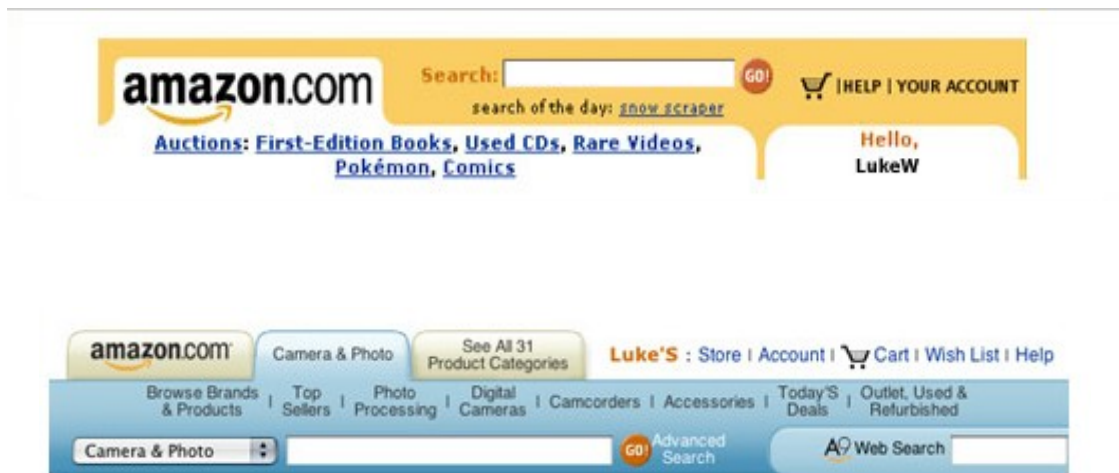 amazon.com Search: GO! |HELP | YOUR ACCOUNT
search of the day: snow scraper
Auctions: First-Edition Books, Used CDs, Rare Videos,
Pokémon, Comics
Hello,
LukeW
amazon.com Camera & Photo
See All 31
Product Categories
Luke'S : Store | Account | Cart | Wish List | Help
Browse Brands
& Products |
Top
Sellers |
Photo
Processing |
Digital
Cameras | Camcorders | Accessories |
Today'S
Deals |
Outlet, Used &
Refurbished
Camera & Photo GO! Advanced
Search
A9 Web Search